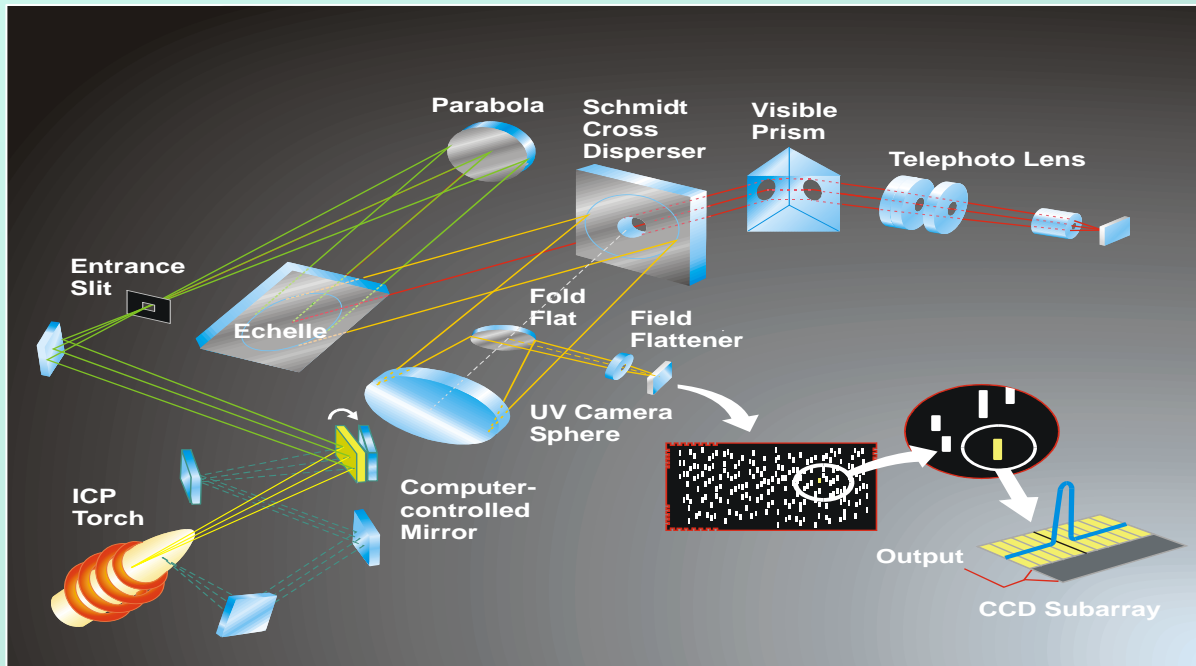 Parabola
Schmidt
Cross
Disperser
Visible
Prism
Telephoto Lens
Entrance
Slit
Echelle
Fold
Flat
Field
Flattener
UV Camera
Sphere
ICP
Torch
Computer-
controlled
Mirror
Output
CCD Subarray